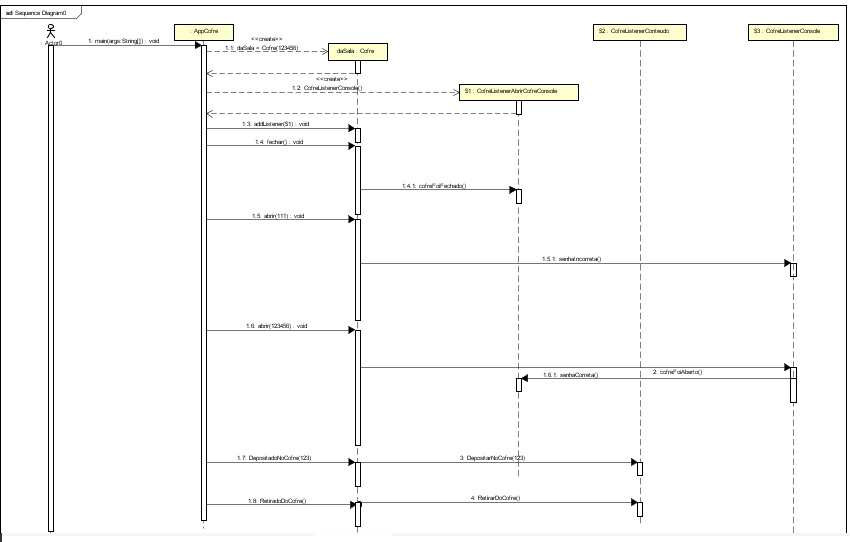 sd Sequence Diagram0
Actor0
: AppCofre
S2 : CofreListenerConteudo
S3 : CofreListenerConsole
1: main(args String[]) : void
<<create>>
1.1: daSala = Cofre(123456)
daSala : Cofre
<<create>>
1.2: CofreListenerConsole()
S1 : CofreListenerAbrirCofreConsole
1.3: addListener(S1) : void
1.4: fechar() : void
1.4.1: cofreFoiFechado()
1.5: abrir(111) : void
1.5.1: senhaIncorreta()
1.6: abrir(123456) : void
1.6.1: senhaCorreta()
2: cofreFoiAberto()
1.7: DepositadoNoCofre(123)
3: DepositarNoCofre(123)
1.8: RetiradoDoCofre()
4: RetirarDoCofre()